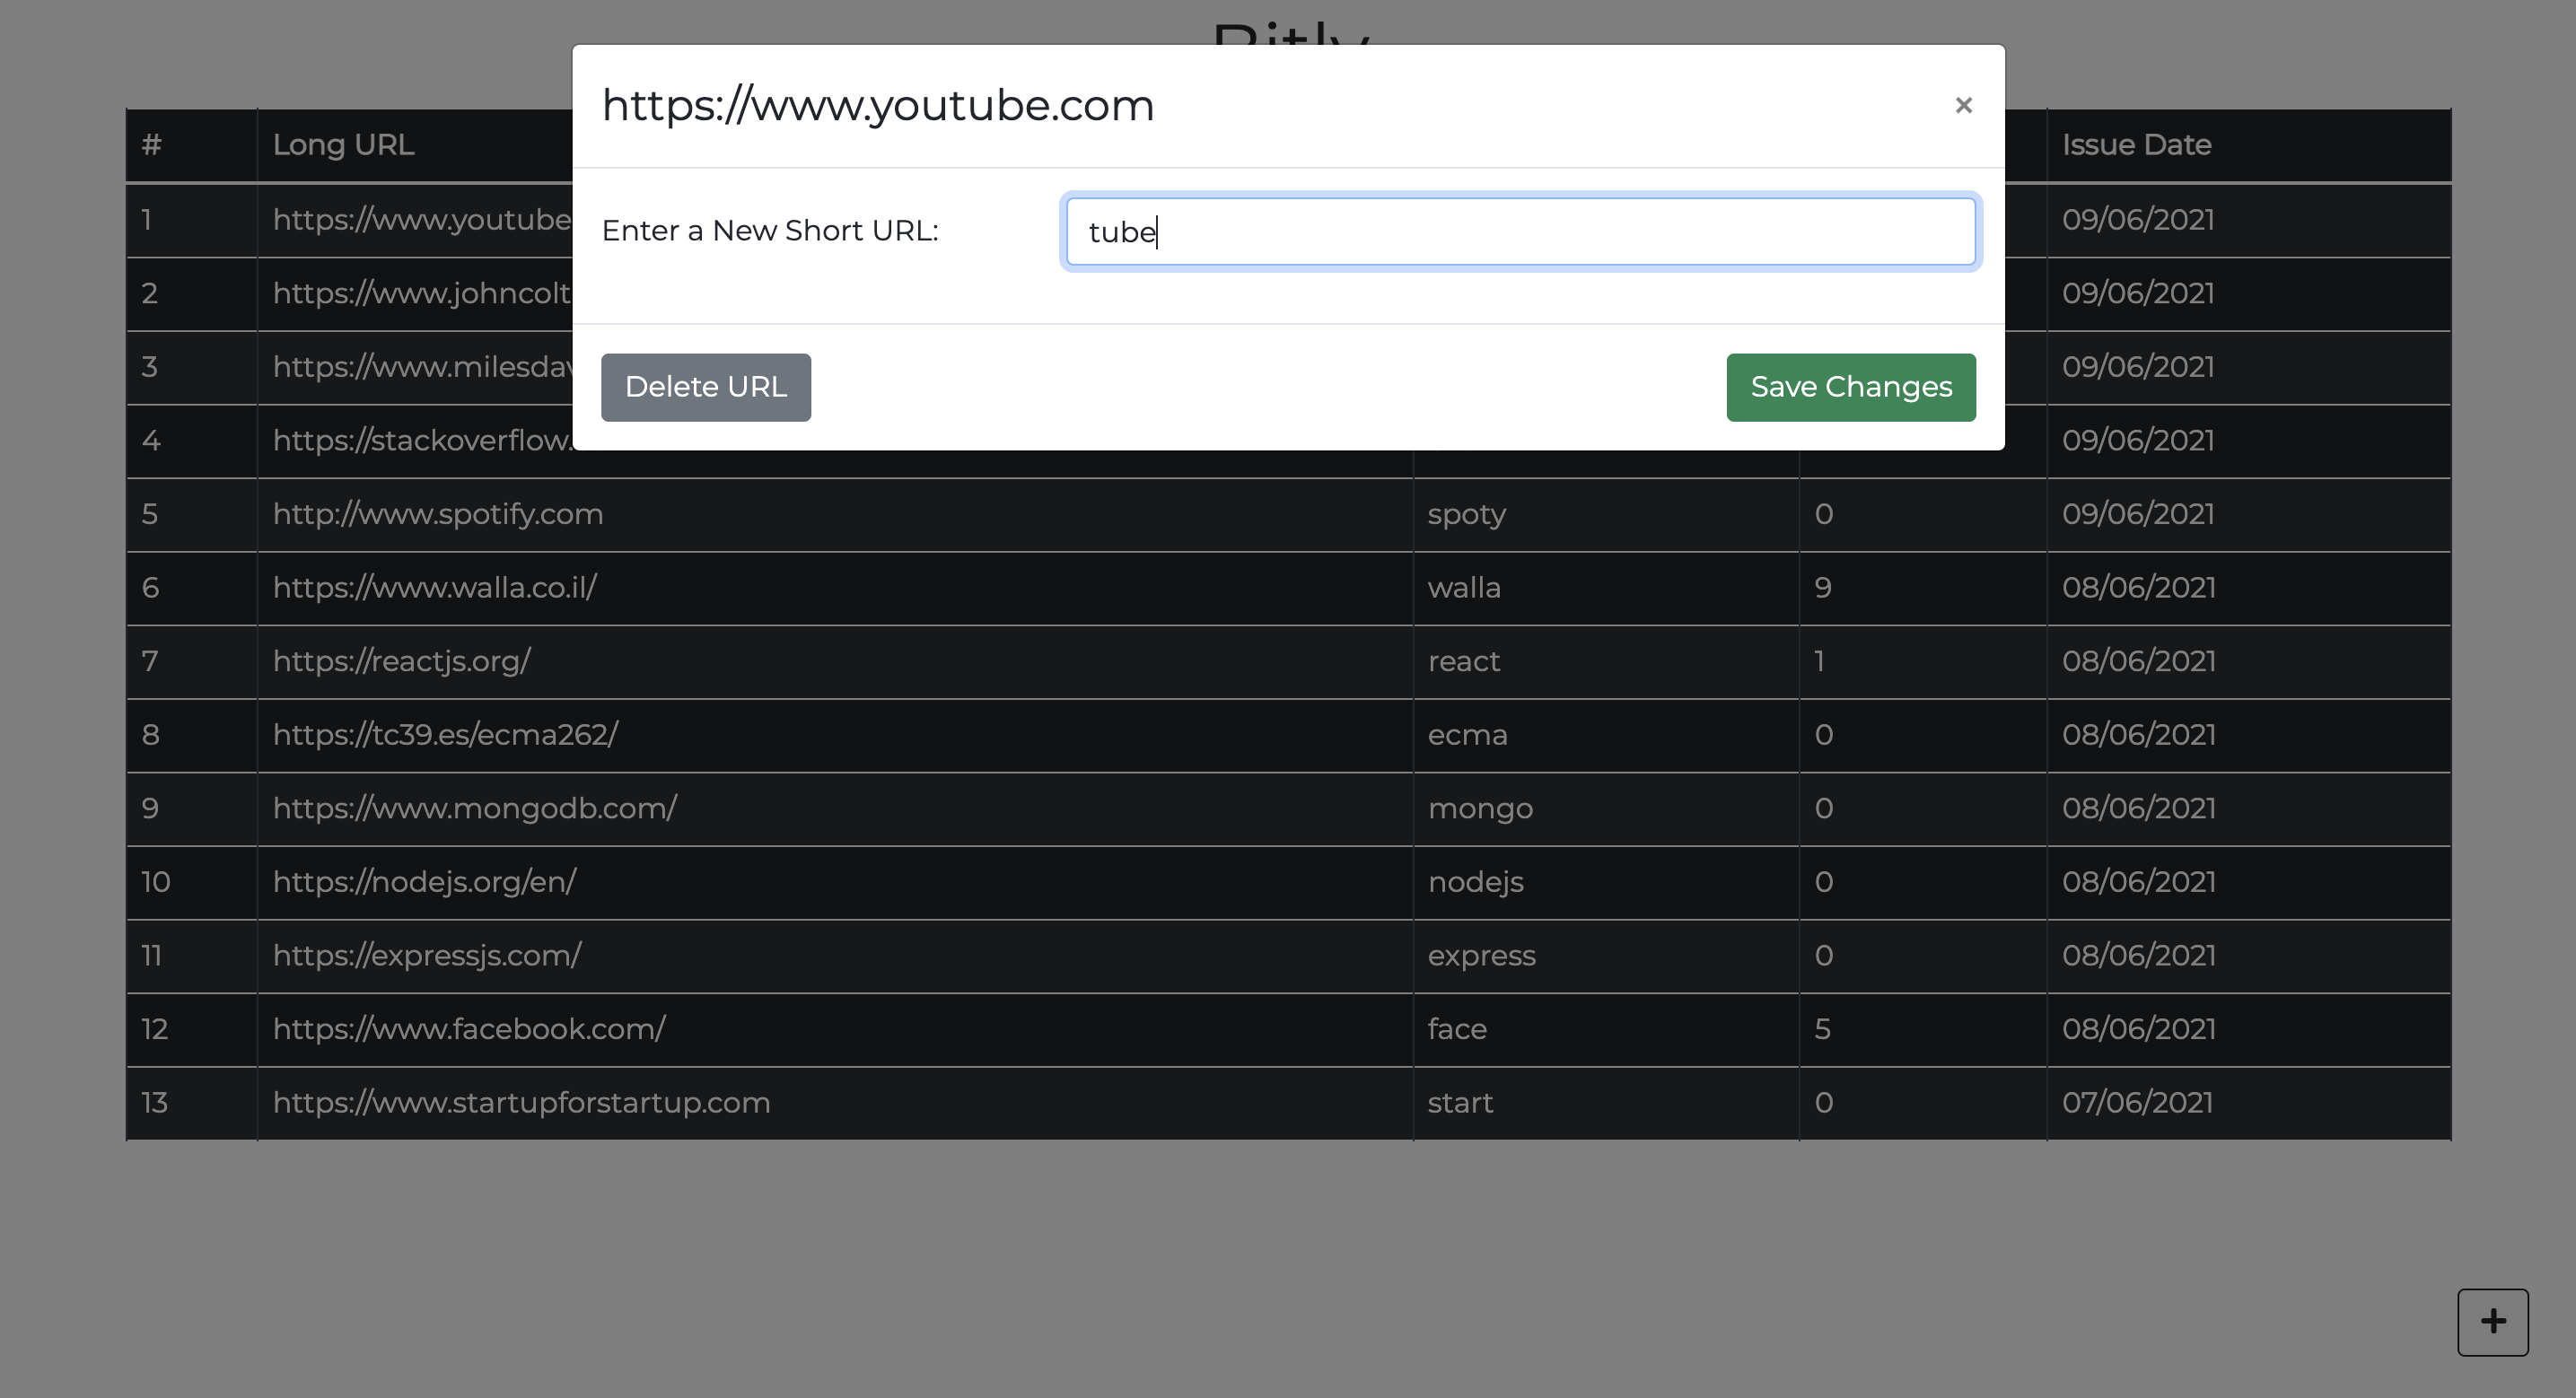 Bitly
https://www.youtube.com ×
Enter a New Short URL: tube
Delete URL Save Changes
# Long URL Issue Date
1 https://www.youtube 09/06/2021
2 https://www.johncolt 09/06/2021
3 https://www.milesdav 09/06/2021
4 https://stackoverflow. 09/06/2021
5 http://www.spotify.com spoty 0 09/06/2021
6 https://www.walla.co.il/ walla 9 08/06/2021
7 https://reactjs.org/ react 1 08/06/2021
8 https://tc39.es/ecma262/ ecma 0 08/06/2021
9 https://www.mongodb.com/ mongo 0 08/06/2021
10 https://nodejs.org/en/ nodejs 0 08/06/2021
11 https://expressjs.com/ express 0 08/06/2021
12 https://www.facebook.com/ face 5 08/06/2021
13 https://www.startupforstartup.com start 0 07/06/2021
+